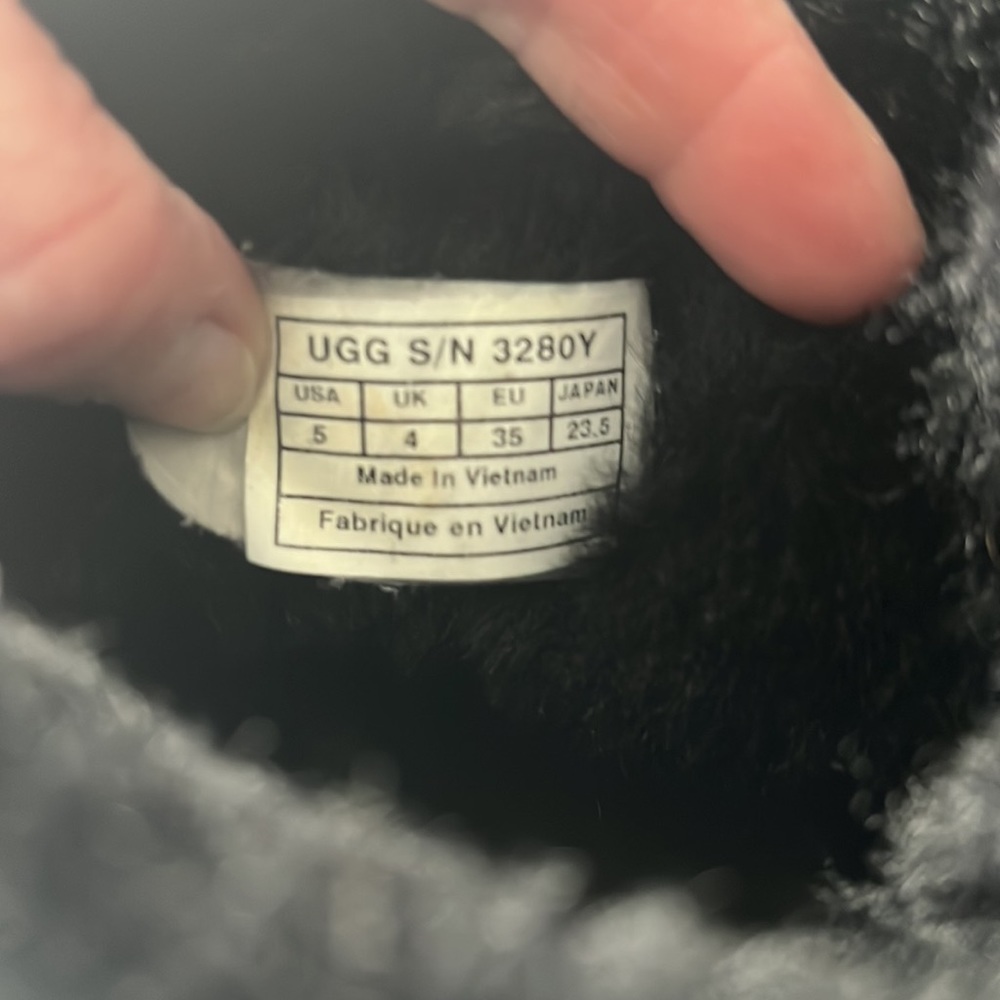 UGG S/N 3280Y
USA UK EU JAPAN
5 4 35 23.5
Made In Vietnam
Fabrique en Vietnam